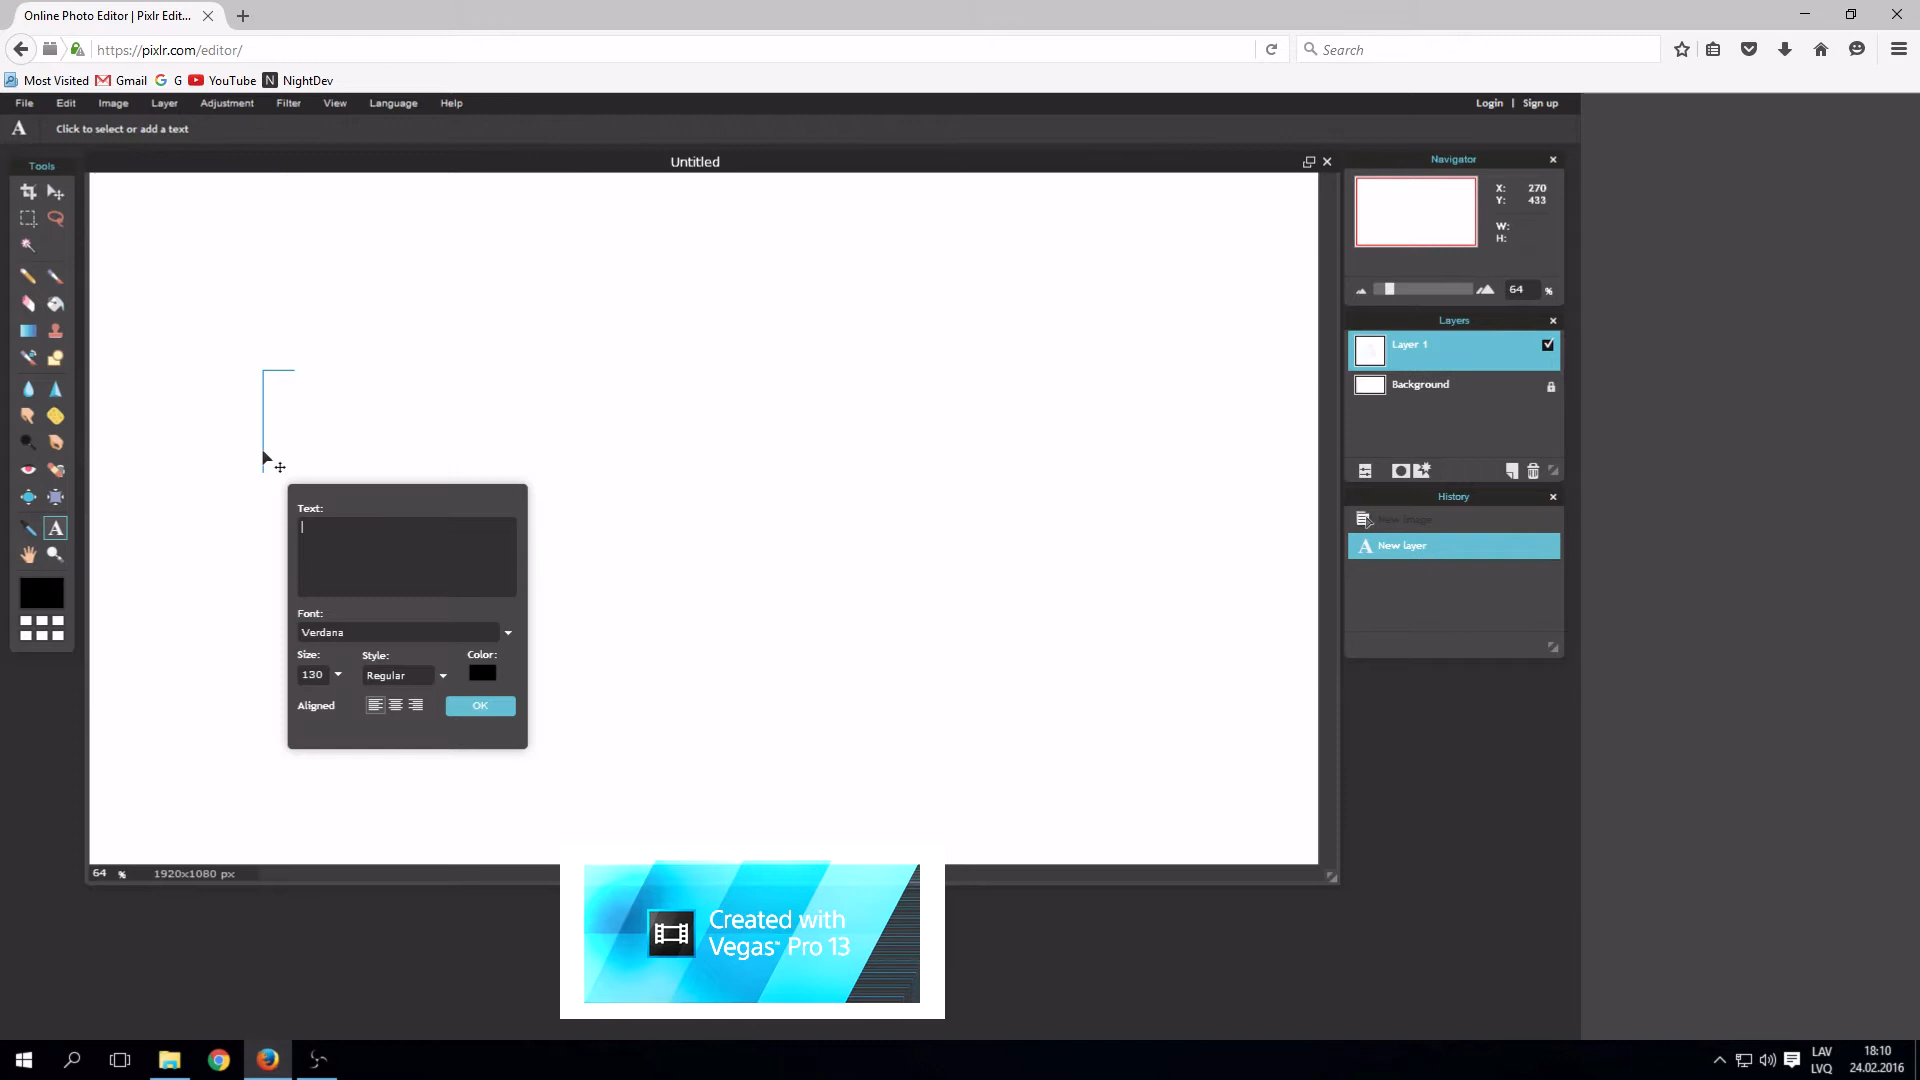 Online Photo Editor | Pixlr Edit...
https://pixlr.com/editor/
Search
Most Visited Gmail G YouTube NightDev
File Edit Image Layer Adjustment Filter View Language Help
Login | Sign up
A Click to select or add a text
Tools
Untitled
Navigator
X: 270
Y: 433
W:
H:
64 %
Layers
Layer 1
Background
History
New image
New layer
Text:
Font:
Verdana
Size: Style: Color:
130 Regular
Aligned OK
64 % 1920x1080 px
Created with
Vegas™ Pro 13
LAV
LVQ
18:10
24.02.2016